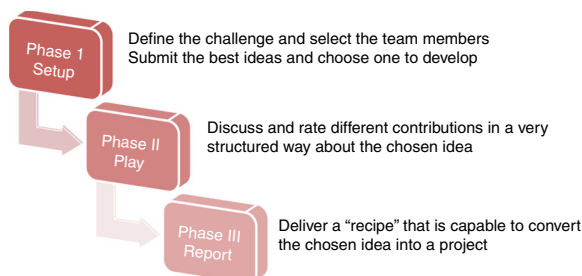 Phase 1
Setup
Define the challenge and select the team members
Submit the best ideas and choose one to develop
Phase II
Play
Discuss and rate different contributions in a very
structured way about the chosen idea
Phase III
Report
Deliver a “recipe” that is capable to convert
the chosen idea into a project